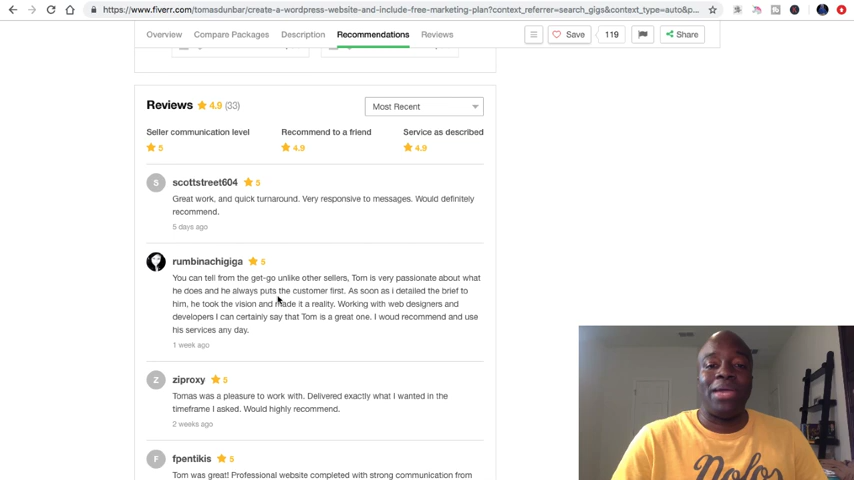 https://www.fiverr.com/tomasdunbar/create-a-wordpress-website-and-include-free-marketing-plan?context_referrer=search_gigs&context_type=auto&p...
Overview Compare Packages Description Recommendations Reviews Save 119 Share
Reviews 4.9 (33) Most Recent
Seller communication level Recommend to a friend Service as described
5 4.9 4.9
S scottstreet604 5
Great work, and quick turnaround. Very responsive to messages. Would definitely
recommend.
5 days ago
rumbinachigiga 5
You can tell from the get-go unlike other sellers, Tom is very passionate about what
he does and he always puts the customer first. As soon as i detailed the brief to
him, he took the vision and made it a reality. Working with web designers and
developers I can certainly say that Tom is a great one. I woud recommend and use
his services any day.
1 week ago
Z ziproxy 5
Tomas was a pleasure to work with. Delivered exactly what I wanted in the
timeframe I asked. Would highly recommend.
2 weeks ago
F fpentikis 5
Tom was great! Professional website completed with strong communication from